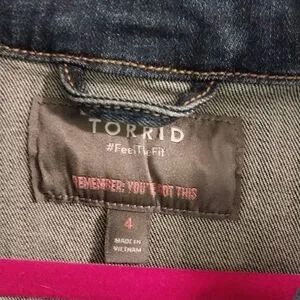 TORRID
#FeelTheFit
REMEMBER: YOU'VE GOT THIS
4
MADE IN
VIETNAM